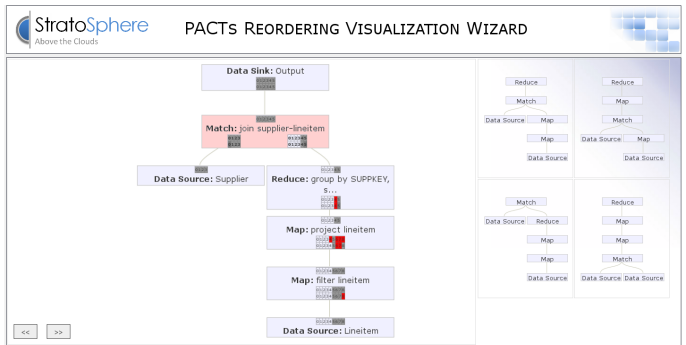 StratoSphere
Above the Clouds
PACTs Reordering Visualization Wizard
Data Sink: Output
Match: join supplier-lineitem
Data Source: Supplier
Reduce: group by SUPPKEY,
s...
Map: project lineitem
Map: filter lineitem
Data Source: Lineitem
<<
>>
Reduce
Match
Data Source
Map
Map
Data Source
Reduce
Map
Match
Data Source
Map
Data Source
Match
Data Source
Reduce
Map
Map
Data Source
Reduce
Map
Map
Match
Data Source
Data Source